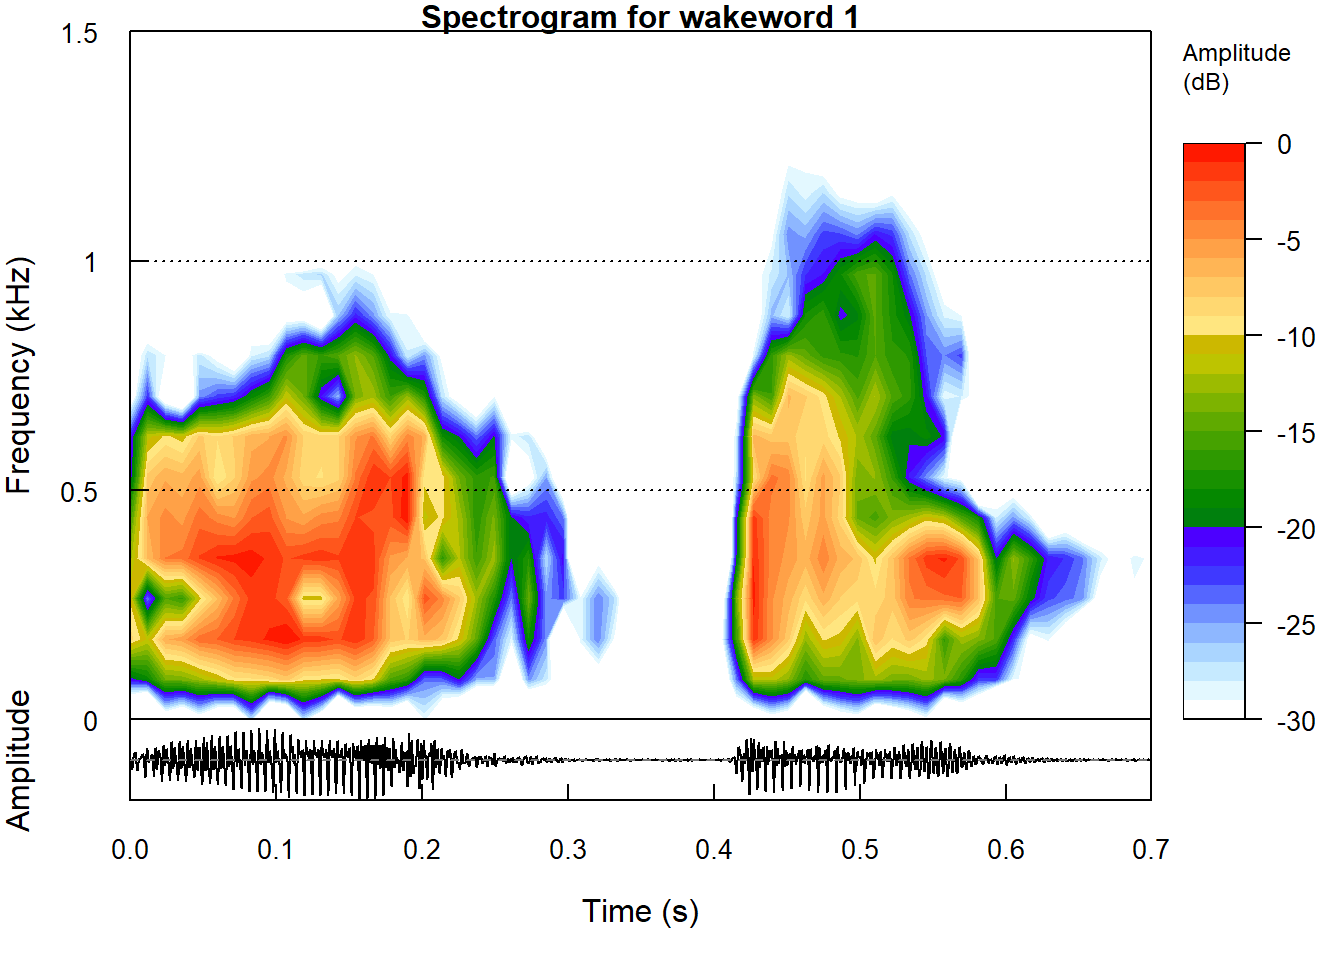 Spectrogram for wakeword 1
1.5
1
0.5
0
Frequency (kHz)
Amplitude
0.0 0.1 0.2 0.3 0.4 0.5 0.6 0.7
Time (s)
Amplitude
(dB)
0
-5
-10
-15
-20
-25
-30